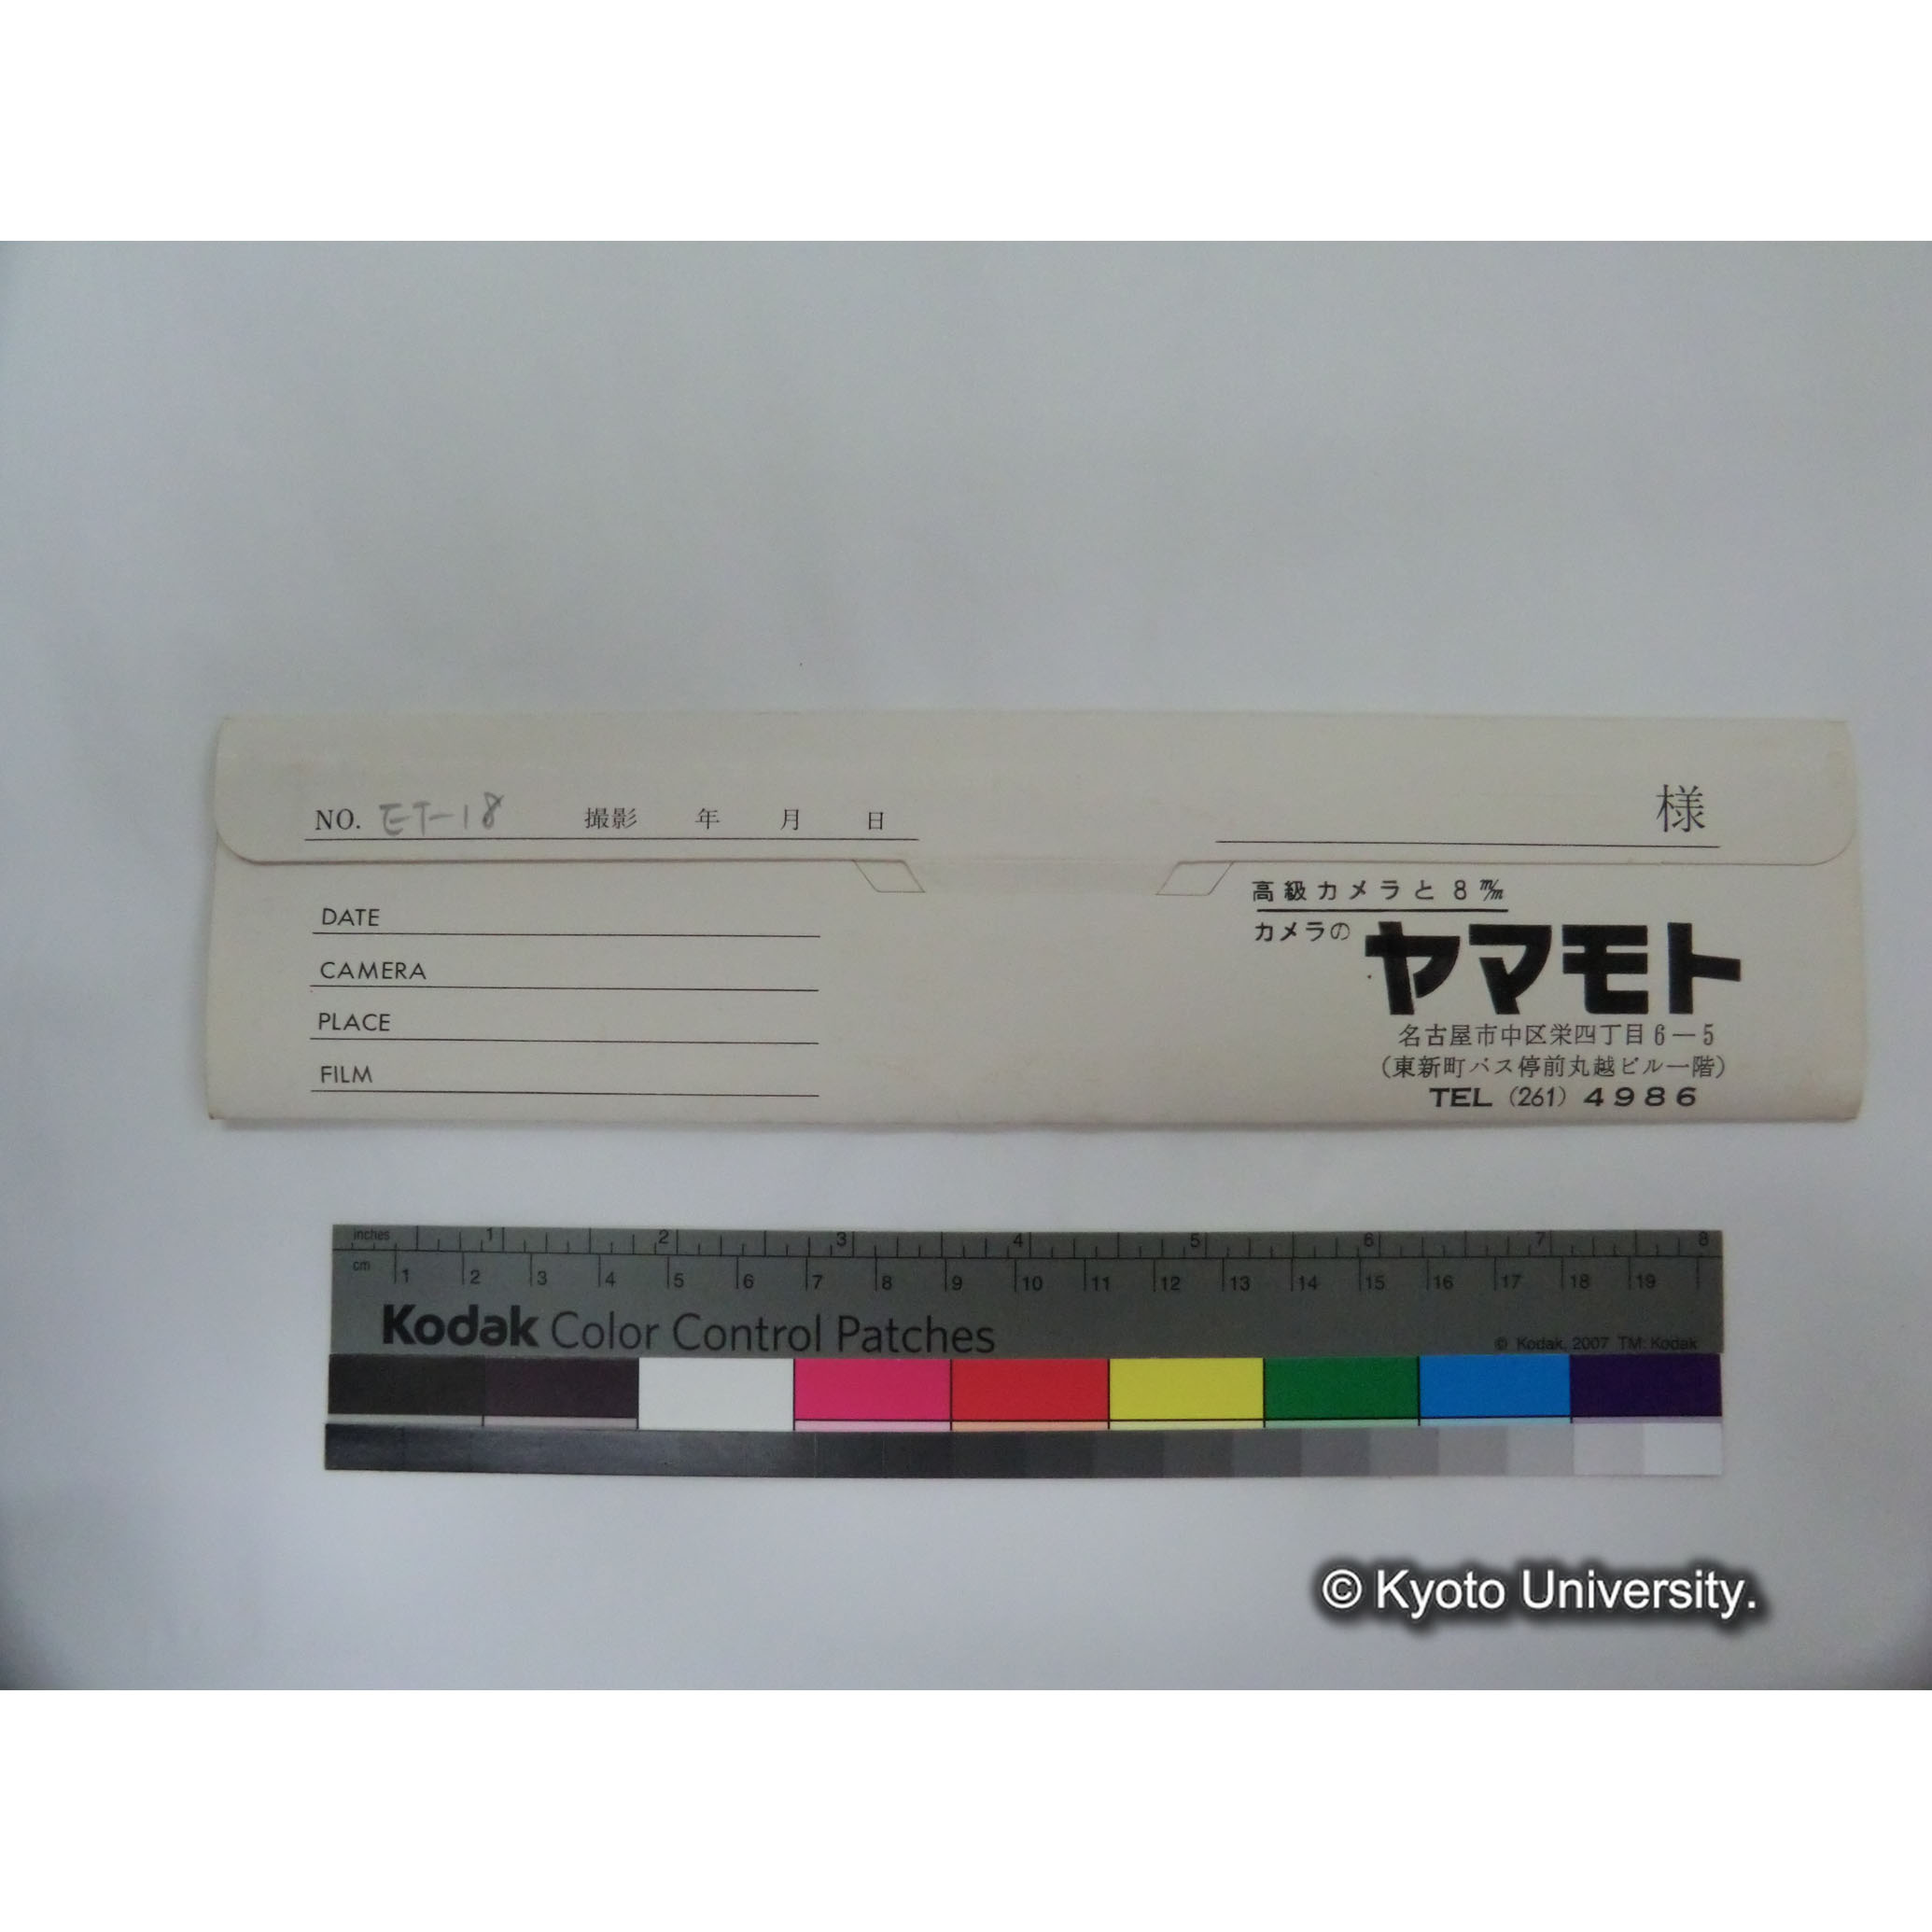 NO. ET-18 撮影 年 月 日
様
DATE
CAMERA
PLACE
FILM
高級カメラと8m/m
カメラのヤマモト
名古屋市中区栄四丁目6-5
(東新町バス停前丸越ビル一階)
TEL (261) 4986
inches 1 2 3 4 5 6 7 8
cm 1 2 3 4 5 6 7 8 9 10 11 12 13 14 15 16 17 18 19
Kodak Color Control Patches
© Kodak, 2007 TM: Kodak
© Kyoto University.